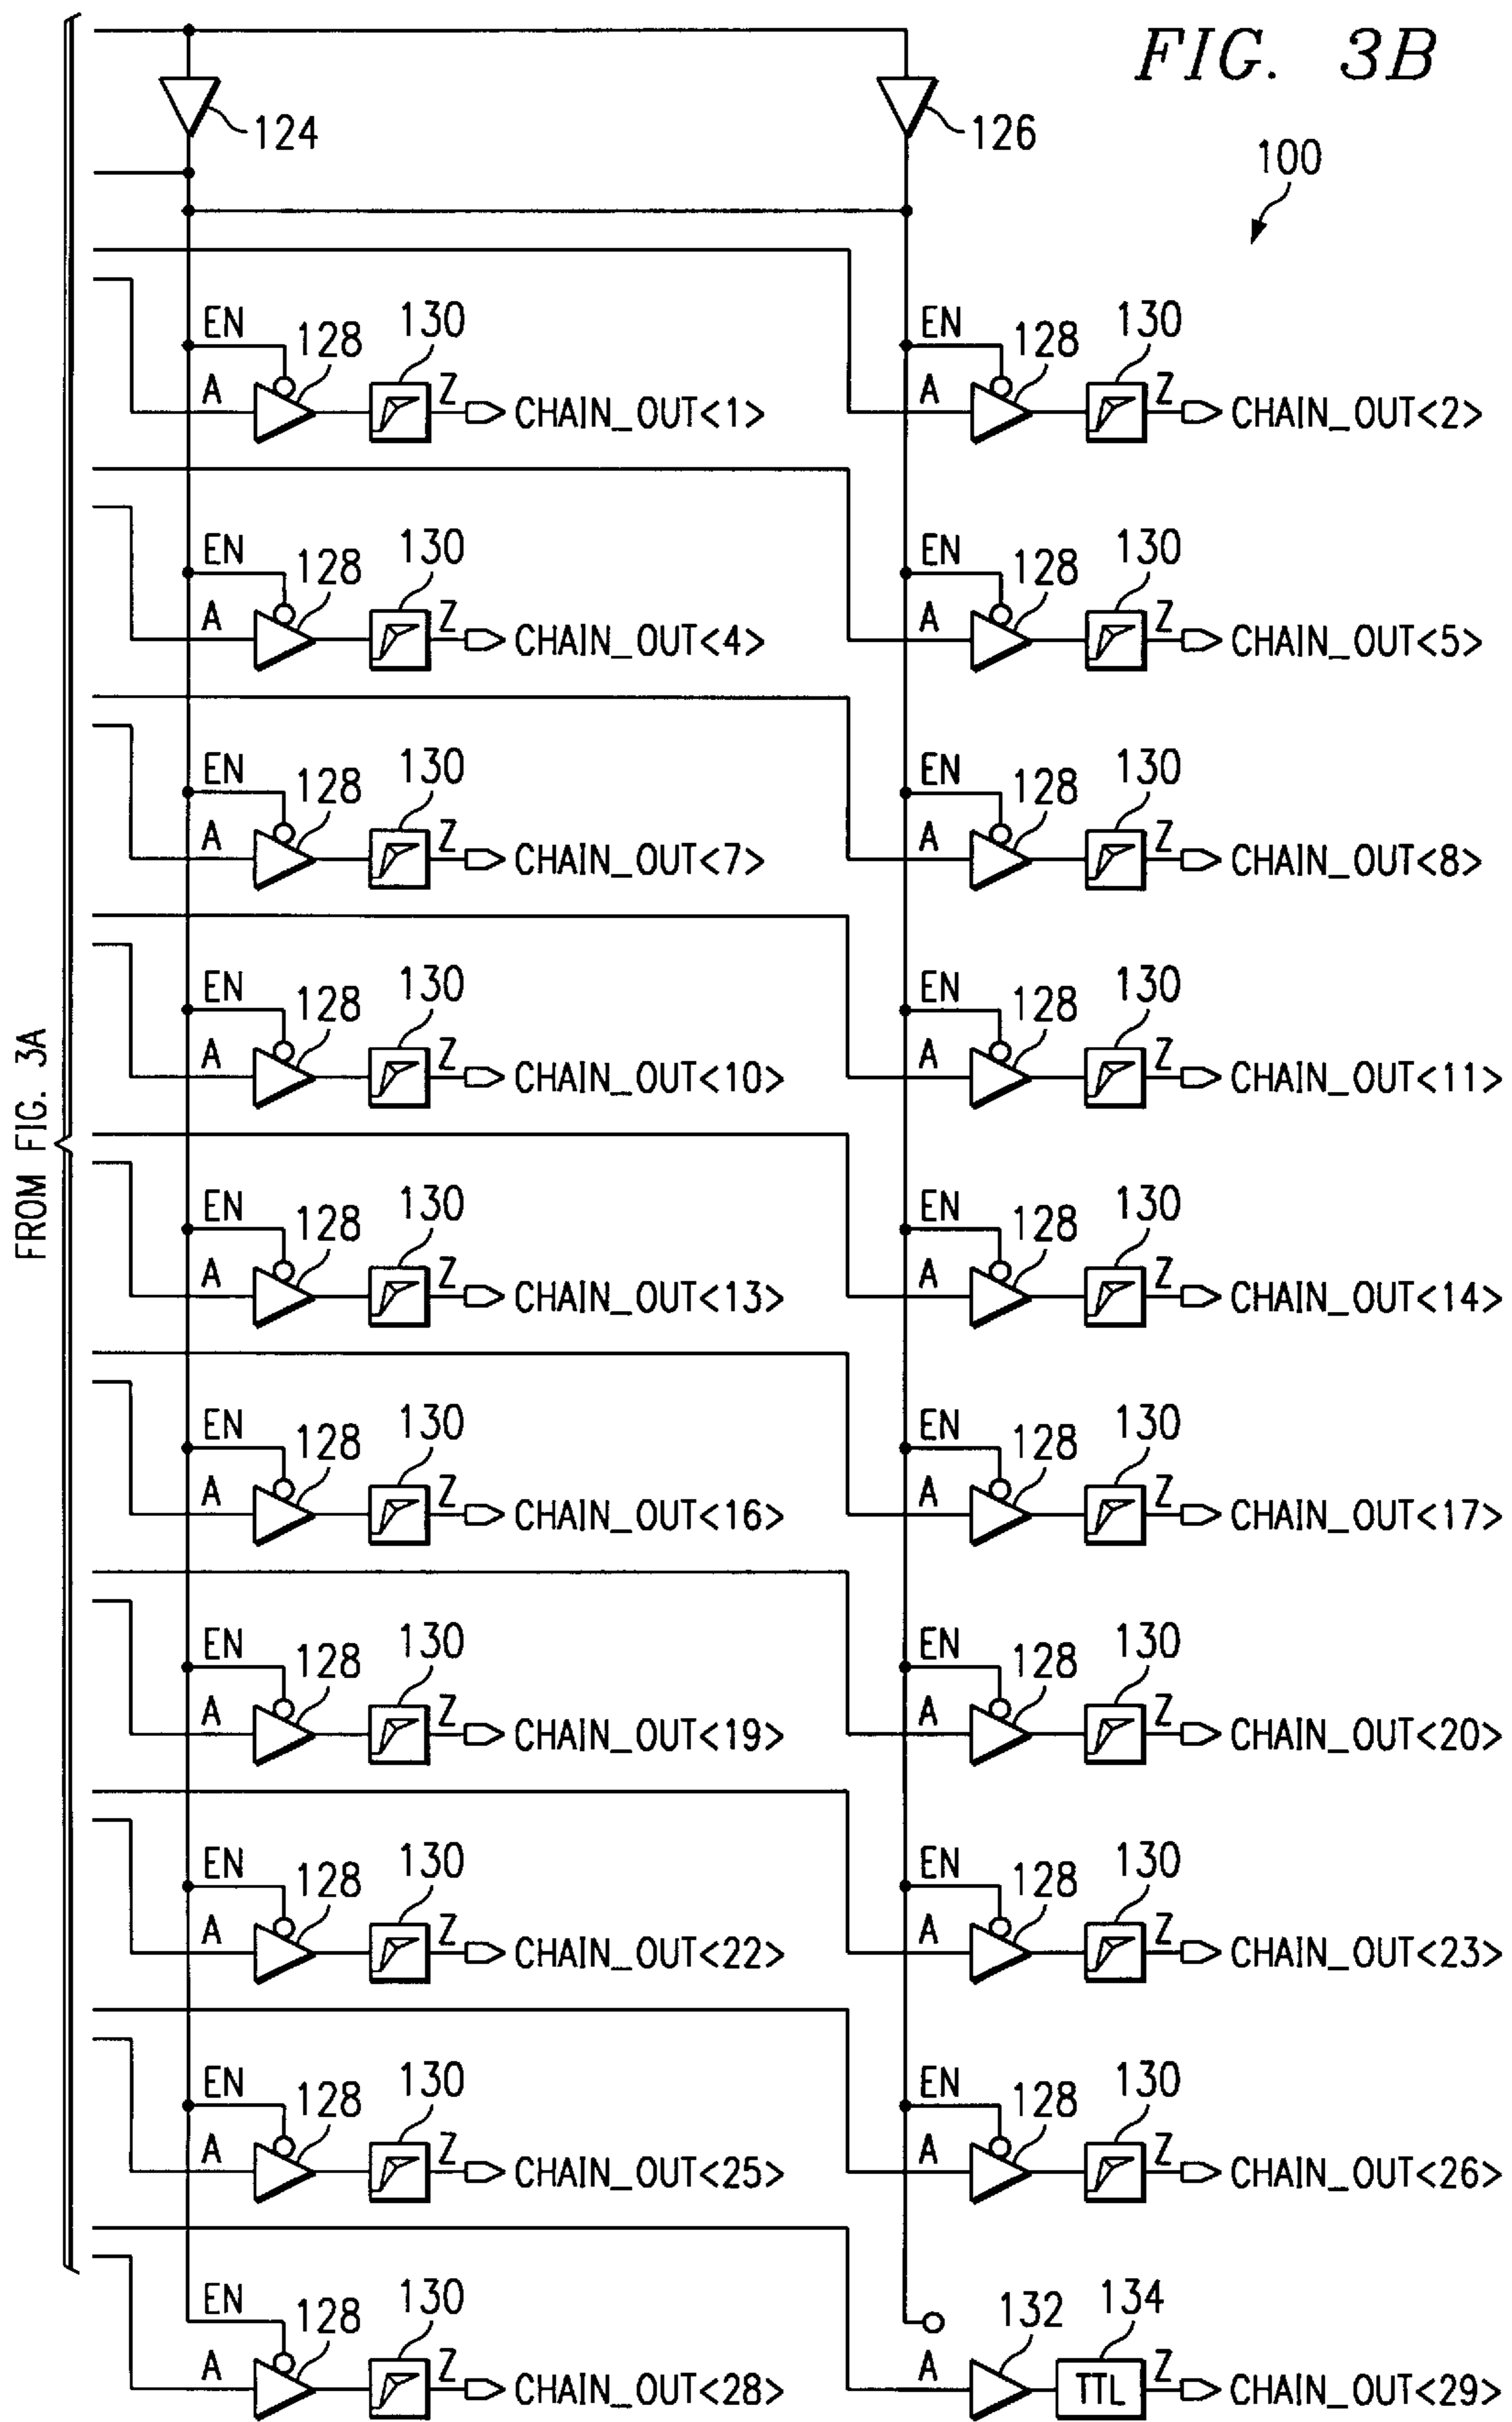 FIG. 3B
124
126
100
FROM FIG. 3A
EN 128 130 EN 128 130
A Z CHAIN_OUT<1> A Z CHAIN_OUT<2>
EN 128 130 EN 128 130
A Z CHAIN_OUT<4> A Z CHAIN_OUT<5>
EN 128 130 EN 128 130
A Z CHAIN_OUT<7> A Z CHAIN_OUT<8>
EN 128 130 EN 128 130
A Z CHAIN_OUT<10> A Z CHAIN_OUT<11>
EN 128 130 EN 128 130
A Z CHAIN_OUT<13> A Z CHAIN_OUT<14>
EN 128 130 EN 128 130
A Z CHAIN_OUT<16> A Z CHAIN_OUT<17>
EN 128 130 EN 128 130
A Z CHAIN_OUT<19> A Z CHAIN_OUT<20>
EN 128 130 EN 128 130
A Z CHAIN_OUT<22> A Z CHAIN_OUT<23>
EN 128 130 EN 128 130
A Z CHAIN_OUT<25> A Z CHAIN_OUT<26>
EN 128 130 132 134
A Z CHAIN_OUT<28> A TTL Z CHAIN_OUT<29>